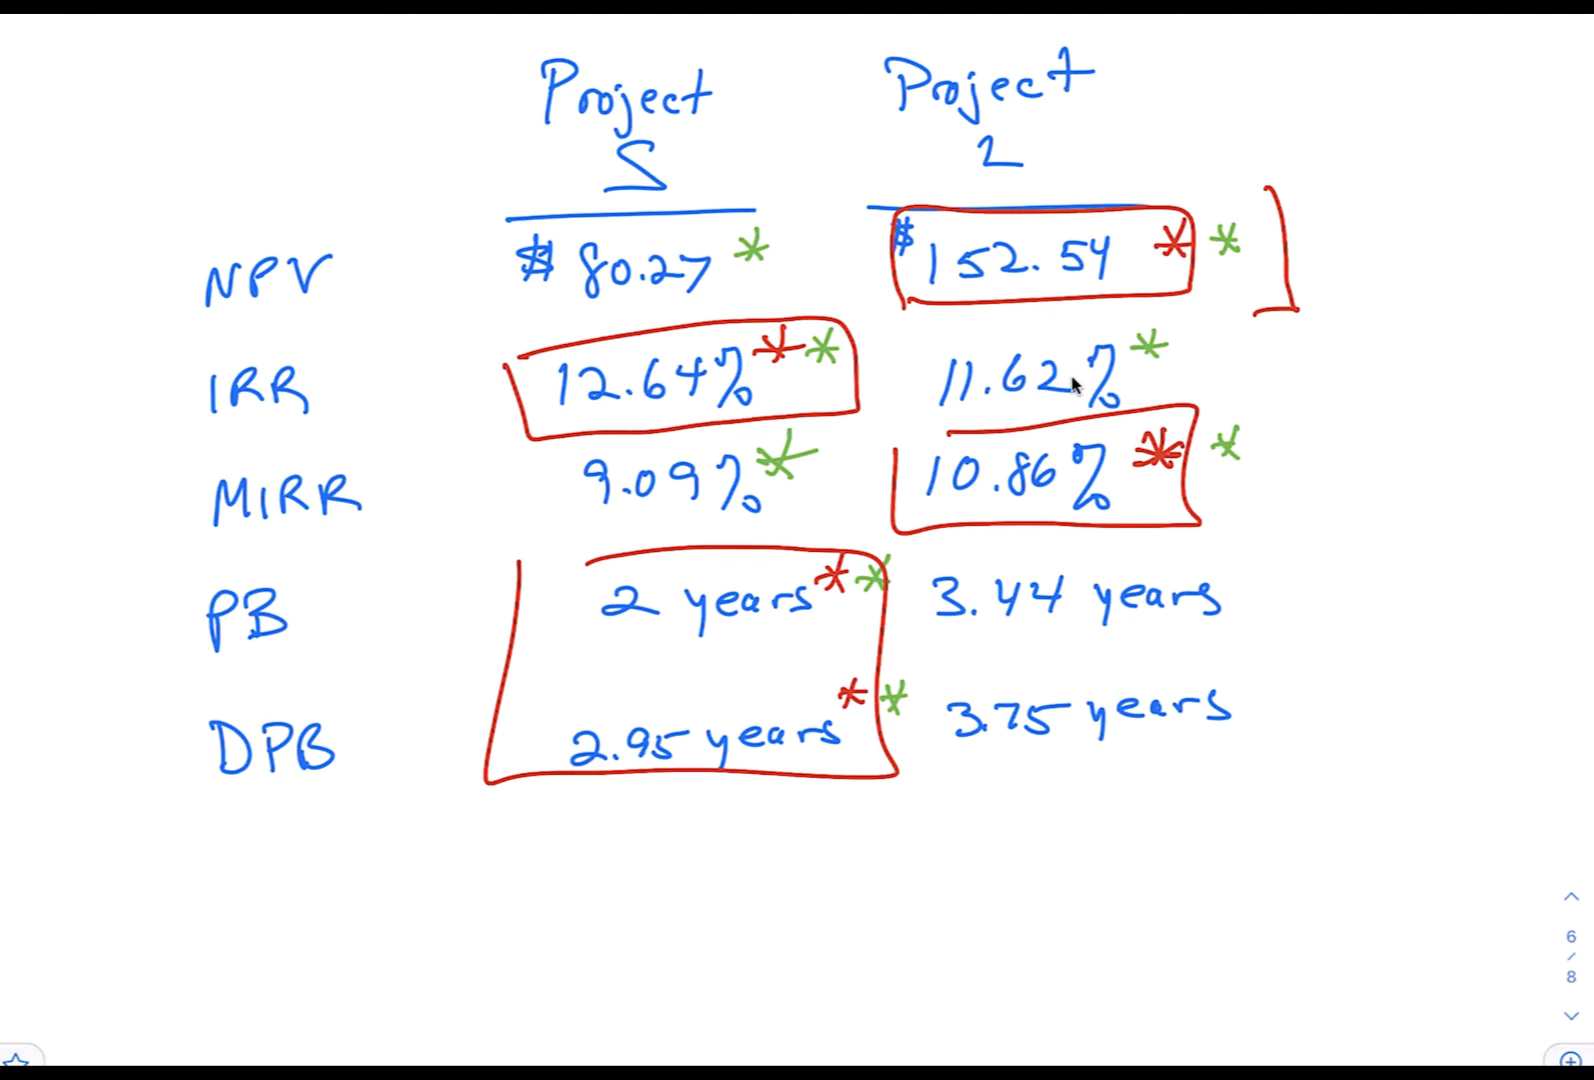 Project Project
S L
NPV $ 80.27 * $ 152.54 * *
IRR 12.64% * * 11.62% *
MIRR 9.09% * 10.86% * *
PB 2 years * * 3.44 years
DPB 2.95 years * * 3.75 years
6
/
8